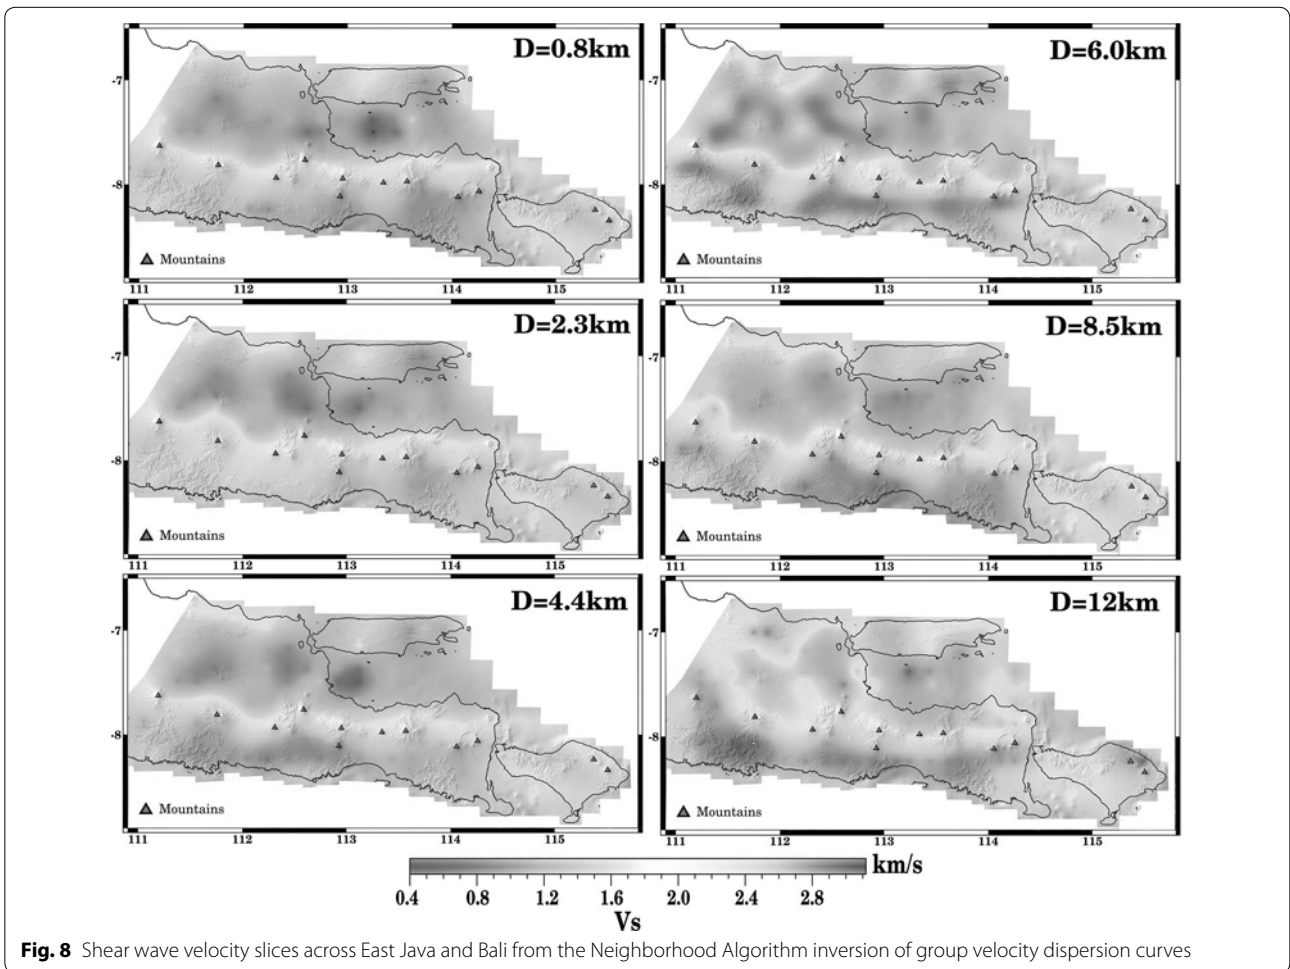 D=0.8km
-7
-8
Mountains
111 112 113 114 115
D=6.0km
-7
-8
Mountains
111 112 113 114 115
D=2.3km
-7
-8
Mountains
111 112 113 114 115
D=8.5km
-7
-8
Mountains
111 112 113 114 115
D=4.4km
-7
-8
Mountains
111 112 113 114 115
D=12km
-7
-8
Mountains
111 112 113 114 115
km/s
0.4 0.8 1.2 1.6 2.0 2.4 2.8
Vs
Fig. 8 Shear wave velocity slices across East Java and Bali from the Neighborhood Algorithm inversion of group velocity dispersion curves